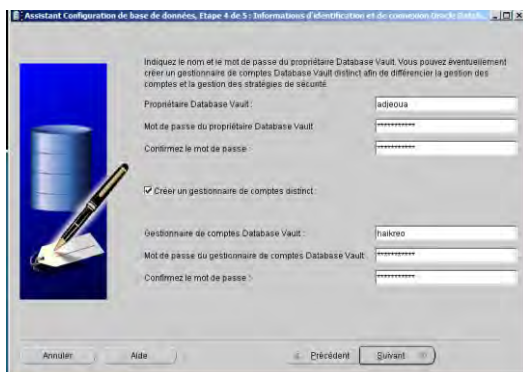 Assistant Configuration de base de données, Etape 4 de 5 : Informations d'identification et de connexion Oracle
Indiquez le nom et le mot de passe du propriétaire Database Vault. Vous pouvez éventuellement
créer un gestionnaire de comptes Database Vault distinct afin de différencier la gestion des
comptes et la gestion des stratégies de sécurité.
Propriétaire Database Vault :
adjeoua
Mot de passe du propriétaire Database Vault
***********
Confirmez le mot de passe :
***********
Créer un gestionnaire de comptes distinct :
Gestionnaire de comptes Database Vault :
haikreo
Mot de passe du gestionnaire de comptes Database Vault :
***********
Confirmez le mot de passe :
***********
Annuler
Aide
Précédent
Suivant